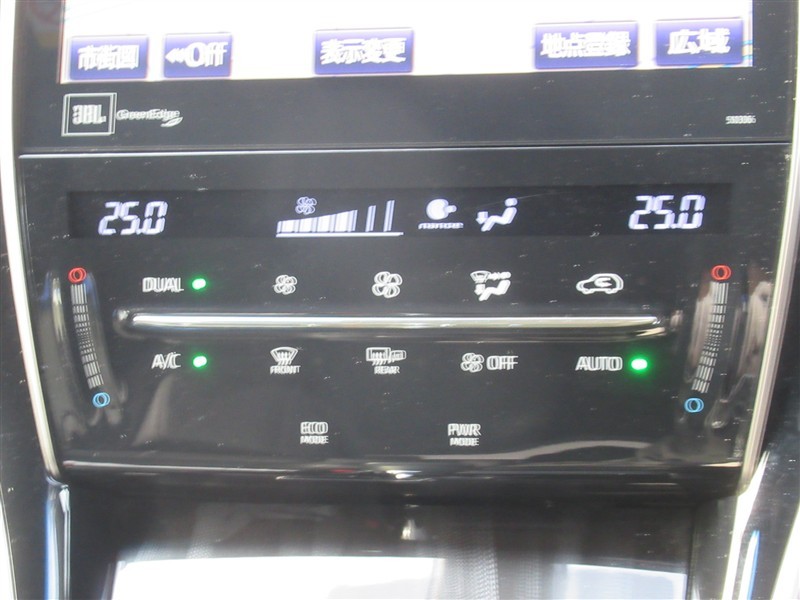 市街図 ◀◀Off 表示変更 地点登録 広域
JBL GreenEdge
25.0 25.0
DUAL
A/C FRONT REAR OFF AUTO
ECO MODE PWR MODE